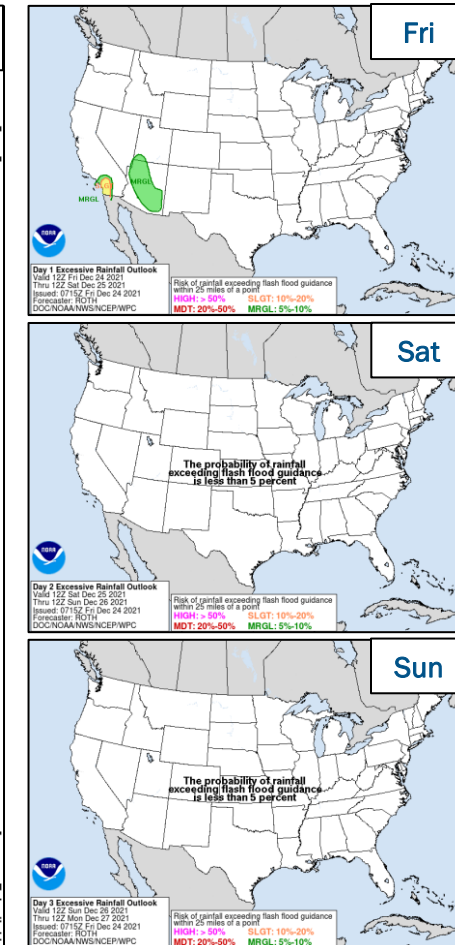 Fri
MRGL
SLGT
MRGL
NOAA
Day 1 Excessive Rainfall Outlook
Valid 12Z Fri Dec 24 2021
Thru 12Z Sat Dec 25 2021
Issued: 0715Z Fri Dec 24 2021
Forecaster: ROTH
DOC/NOAA/NWS/NCEP/WPC
Risk of rainfall exceeding flash flood guidance
within 25 miles of a point
HIGH: > 50% SLGT: 10%-20%
MDT: 20%-50% MRGL: 5%-10%
Sat
The probability of rainfall
exceeding flash flood guidance
is less than 5 percent
NOAA
Day 2 Excessive Rainfall Outlook
Valid 12Z Sat Dec 25 2021
Thru 12Z Sun Dec 26 2021
Issued: 0715Z Fri Dec 24 2021
Forecaster: ROTH
DOC/NOAA/NWS/NCEP/WPC
Risk of rainfall exceeding flash flood guidance
within 25 miles of a point
HIGH: > 50% SLGT: 10%-20%
MDT: 20%-50% MRGL: 5%-10%
Sun
The probability of rainfall
exceeding flash flood guidance
is less than 5 percent
NOAA
Day 3 Excessive Rainfall Outlook
Valid 12Z Sun Dec 26 2021
Thru 12Z Mon Dec 27 2021
Issued: 0715Z Fri Dec 24 2021
Forecaster: ROTH
DOC/NOAA/NWS/NCEP/WPC
Risk of rainfall exceeding flash flood guidance
within 25 miles of a point
HIGH: > 50% SLGT: 10%-20%
MDT: 20%-50% MRGL: 5%-10%